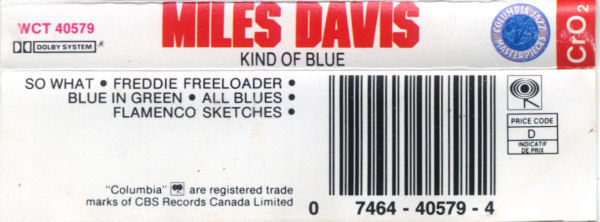 WCT 40579
DOLBY SYSTEM ®
MILES DAVIS
KIND OF BLUE
COLUMBIA JAZZ
MASTERPIECES
CrO2
SO WHAT • FREDDIE FREELOADER •
BLUE IN GREEN • ALL BLUES •
FLAMENCO SKETCHES •
PRICE CODE
D
INDICATIF
DE PRIX
"Columbia" are registered trade
marks of CBS Records Canada Limited
0 7464 - 40579 - 4